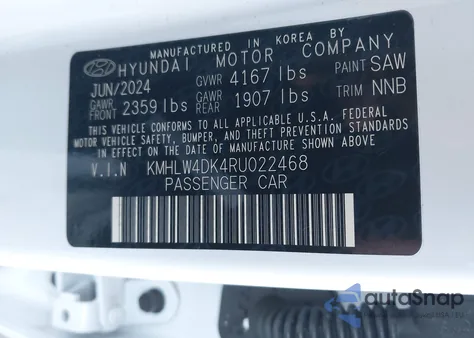 MANUFACTURED IN KOREA BY
HYUNDAI MOTOR COMPANY
JUN/2024 GVWR 4167 lbs PAINT SAW
GAWR FRONT 2359 lbs GAWR REAR 1907 lbs TRIM NNB
THIS VEHICLE CONFORMS TO ALL APPLICABLE U.S.A. FEDERAL
MOTOR VEHICLE SAFETY, BUMPER, AND THEFT PREVENTION STANDARDS
IN EFFECT ON THE DATE OF MANUFACTURE SHOWN ABOVE.
V.I.N KMHLW4DK4RU022468
PASSENGER CAR
autoSnap